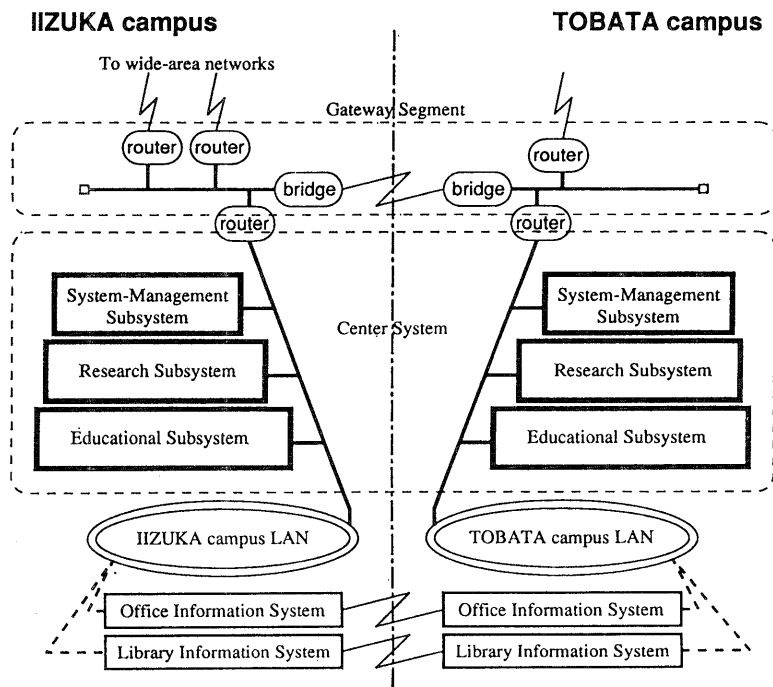 IIZUKA campus
TOBATA campus
To wide-area networks
Gateway Segment
router
router
router
bridge
bridge
router
router
System-Management
Subsystem
System-Management
Subsystem
Center System
Research Subsystem
Research Subsystem
Educational Subsystem
Educational Subsystem
IIZUKA campus LAN
TOBATA campus LAN
Office Information System
Office Information System
Library Information System
Library Information System